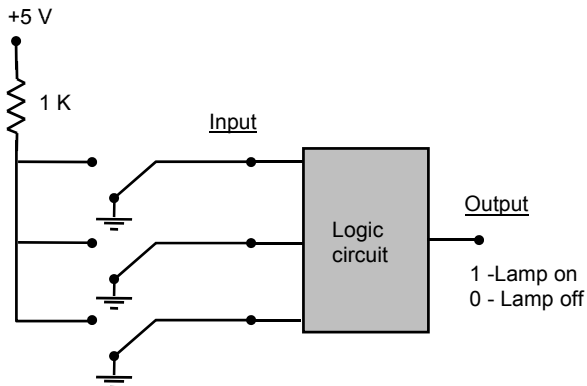 +5 V
1 K
Input
Logic
circuit
Output
1 -Lamp on
0 - Lamp off